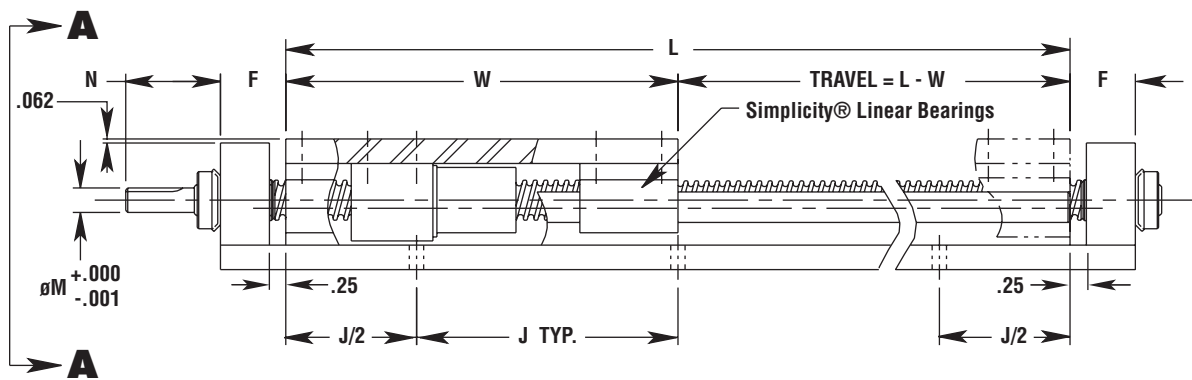 A
L
N
F
W
TRAVEL = L - W
F
.062
Simplicity® Linear Bearings
øM +.000
-.001
.25
.25
J/2
J TYP.
J/2
A